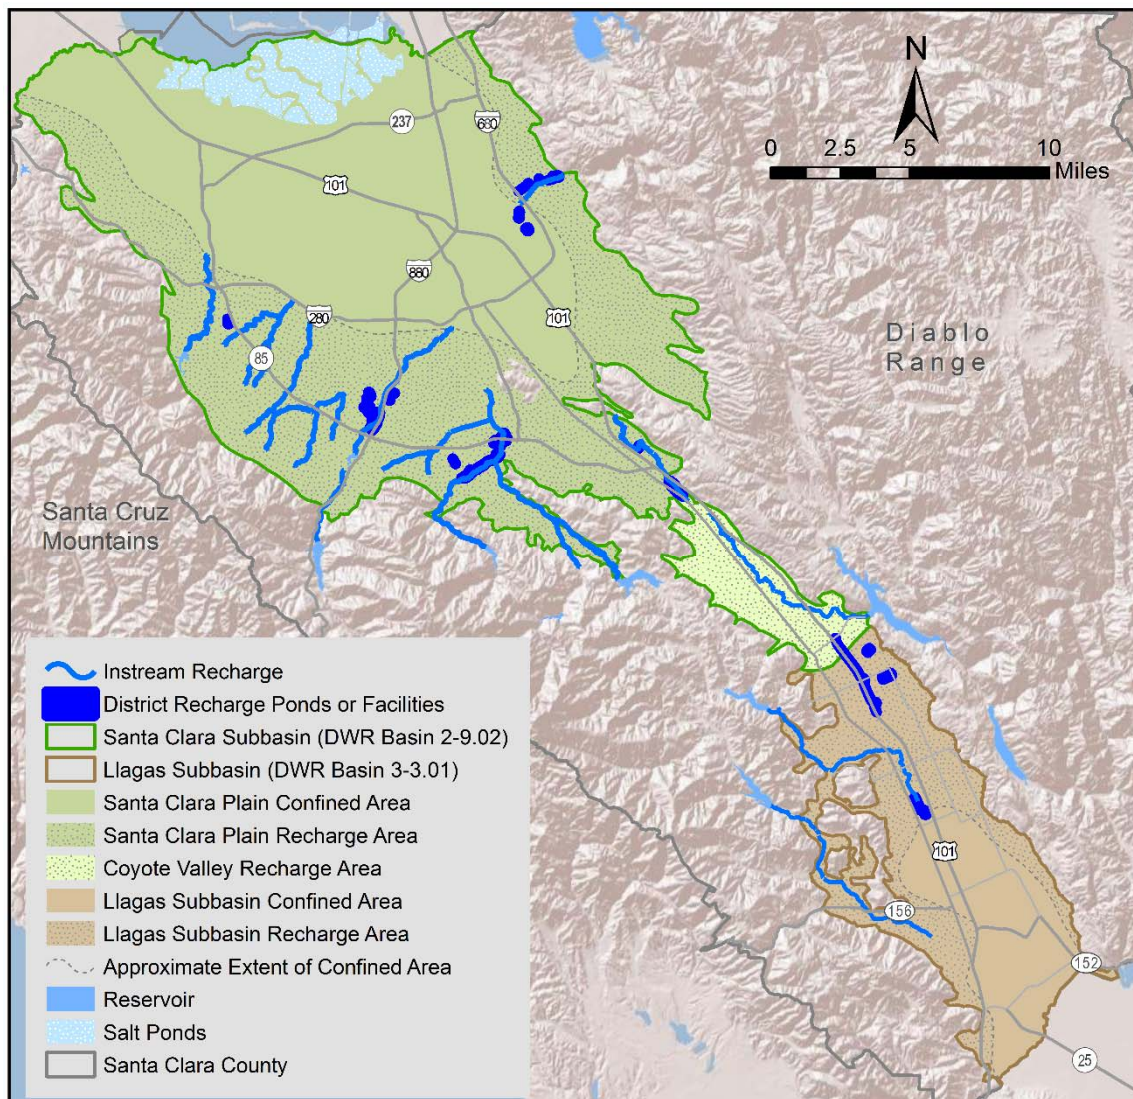 N
0 2.5 5 10
Miles
237
680
101
880
280
101
85
Diablo
Range
Santa Cruz
Mountains
101
156
152
25
Instream Recharge
District Recharge Ponds or Facilities
Santa Clara Subbasin (DWR Basin 2-9.02)
Llagas Subbasin (DWR Basin 3-3.01)
Santa Clara Plain Confined Area
Santa Clara Plain Recharge Area
Coyote Valley Recharge Area
Llagas Subbasin Confined Area
Llagas Subbasin Recharge Area
Approximate Extent of Confined Area
Reservoir
Salt Ponds
Santa Clara County